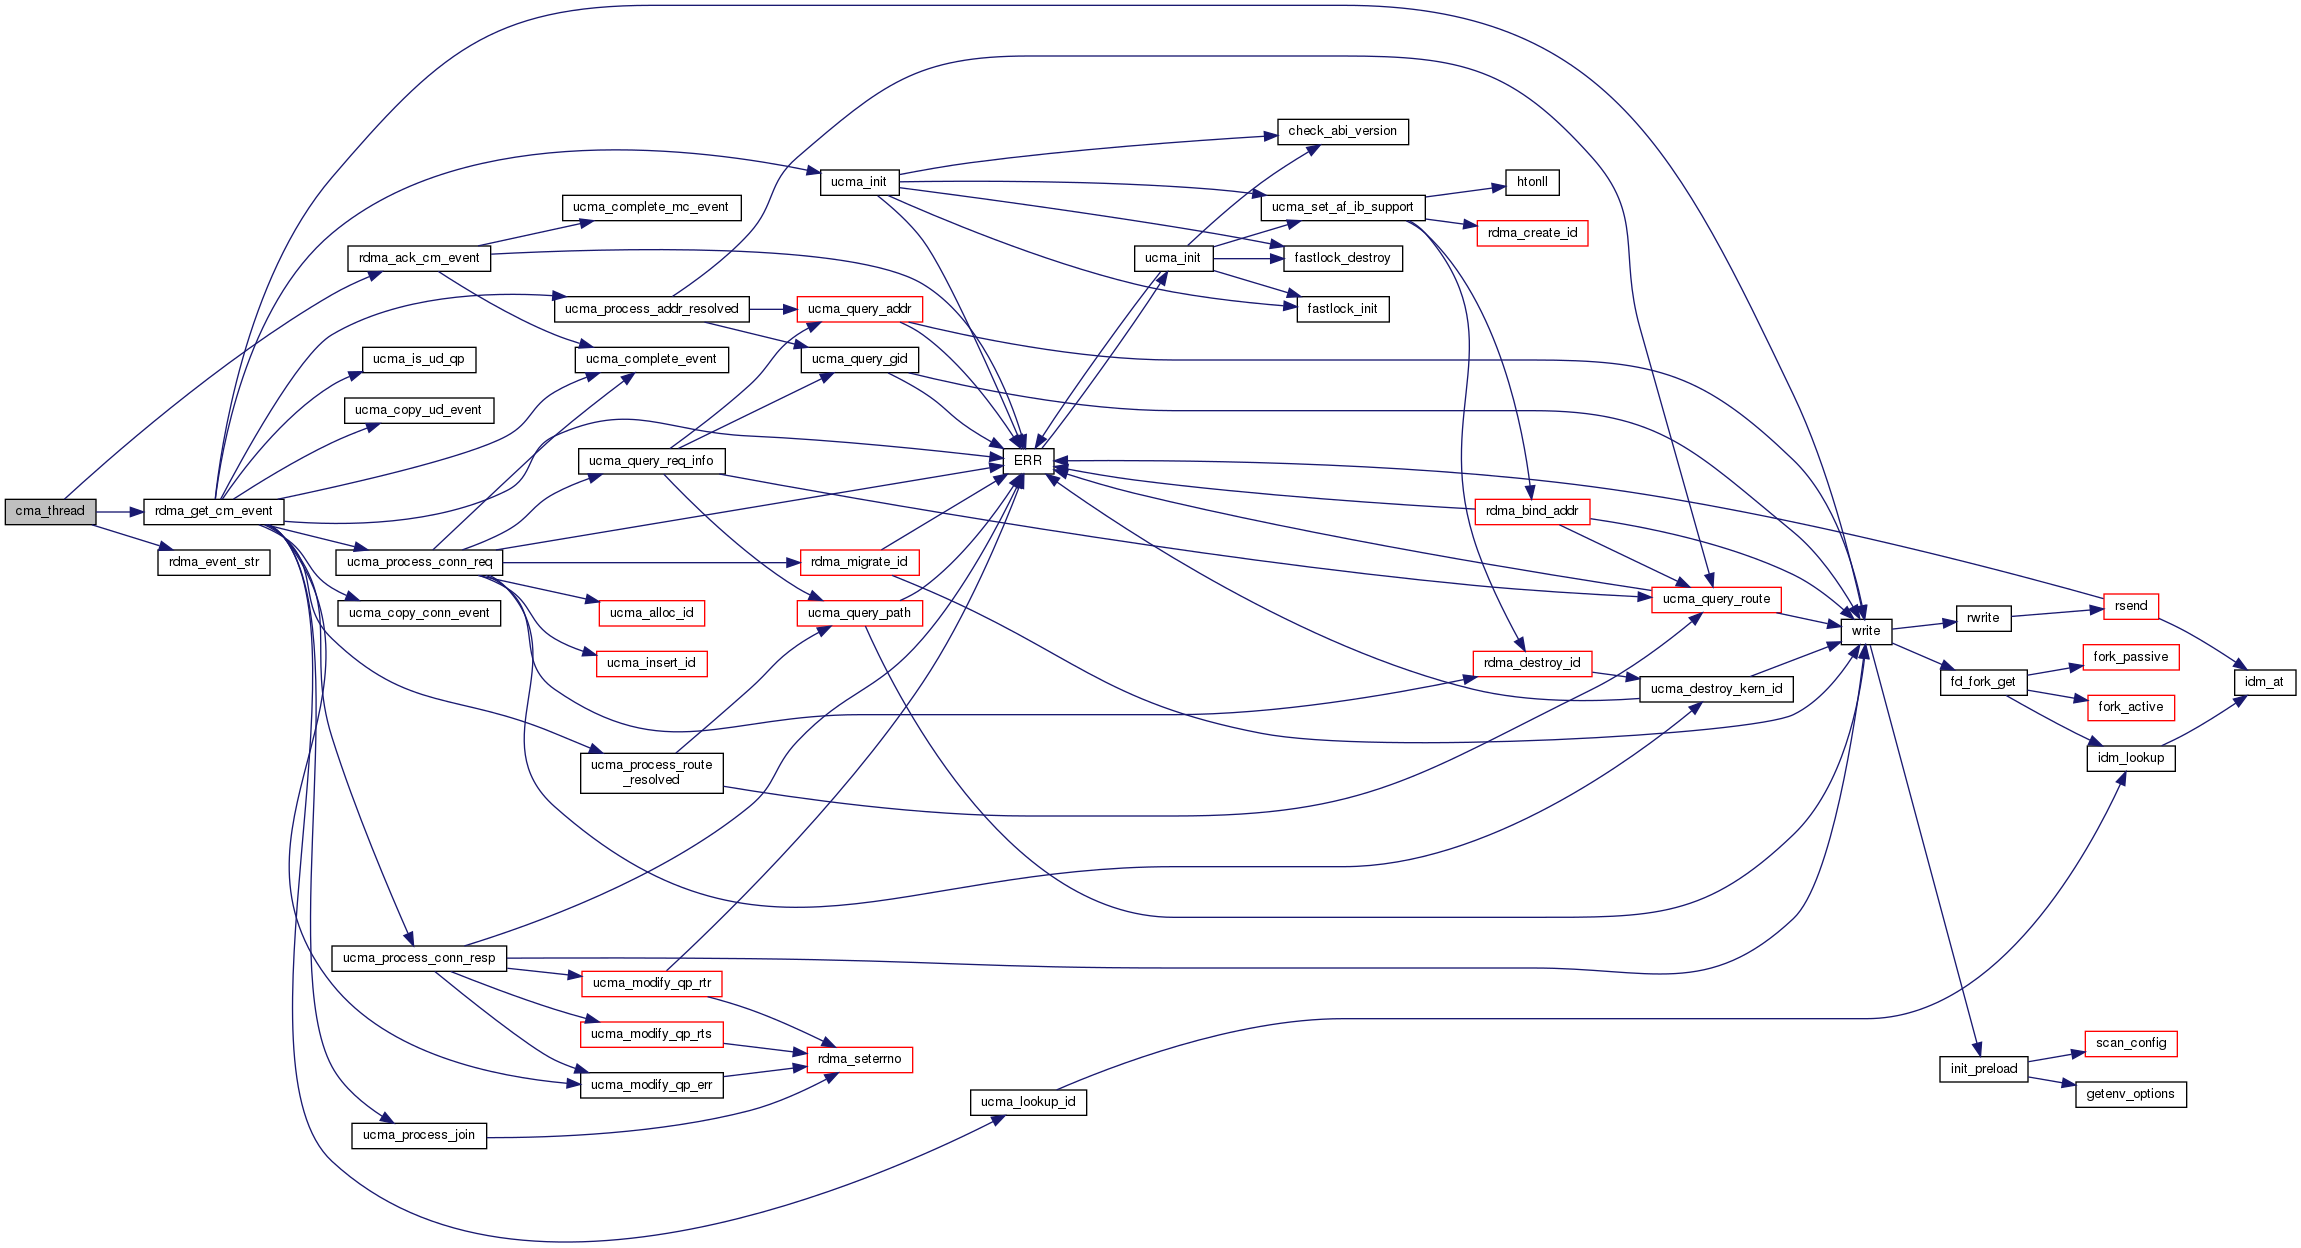 check_abi_version
ucma_init
htonll
ucma_complete_mc_event
ucma_set_af_ib_support
rdma_create_id
rdma_ack_cm_event
ucma_init
fastlock_destroy
ucma_process_addr_resolved
ucma_query_addr
fastlock_init
ucma_is_ud_qp
ucma_complete_event
ucma_query_gid
ucma_copy_ud_event
ucma_query_req_info
ERR
cma_thread
rdma_get_cm_event
rdma_bind_addr
rdma_event_str
ucma_process_conn_req
rdma_migrate_id
ucma_copy_conn_event
ucma_alloc_id
ucma_query_path
ucma_query_route
rsend
rwrite
write
ucma_insert_id
rdma_destroy_id
fork_passive
ucma_destroy_kern_id
fd_fork_get
idm_at
fork_active
ucma_process_route
_resolved
idm_lookup
ucma_process_conn_resp
ucma_modify_qp_rtr
ucma_modify_qp_rts
scan_config
rdma_seterrno
init_preload
ucma_modify_qp_err
getenv_options
ucma_lookup_id
ucma_process_join